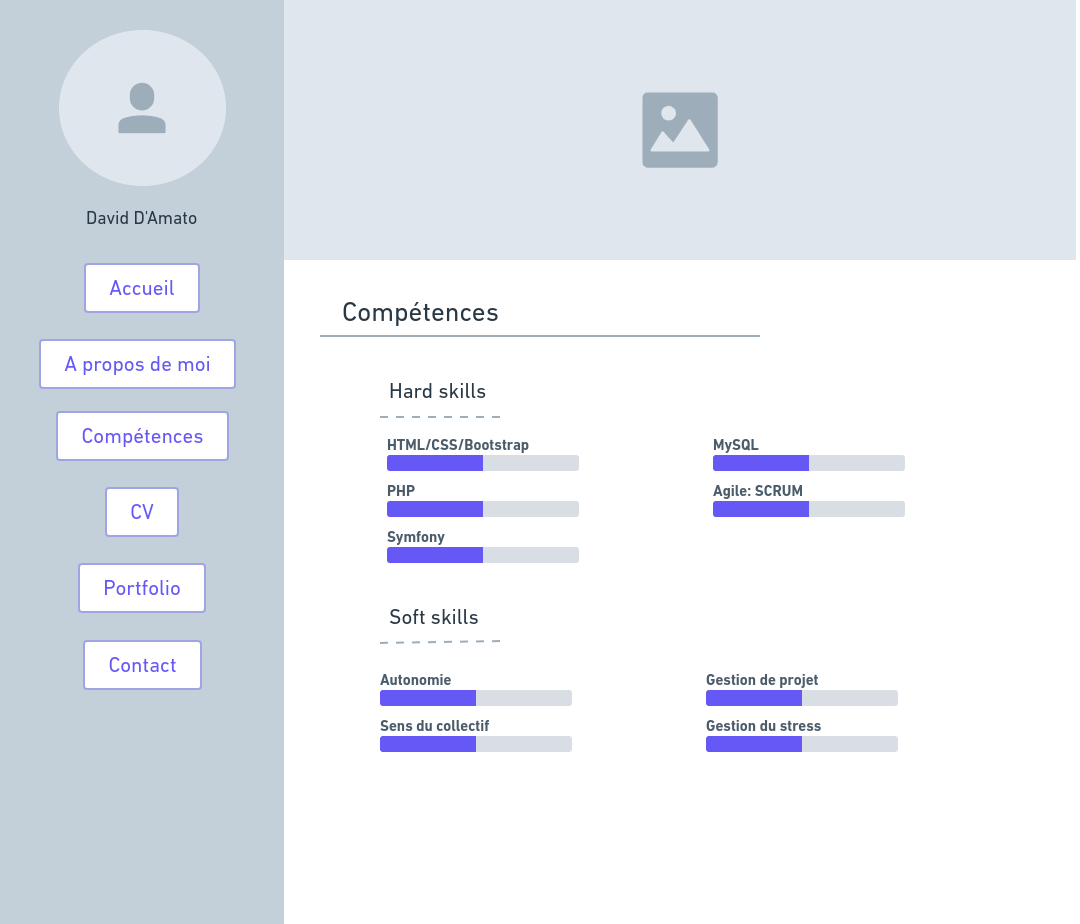 David D'Amato
Accueil
A propos de moi
Compétences
CV
Portfolio
Contact
Compétences
Hard skills
HTML/CSS/Bootstrap
PHP
Symfony
MySQL
Agile: SCRUM
Soft skills
Autonomie
Sens du collectif
Gestion de projet
Gestion du stress